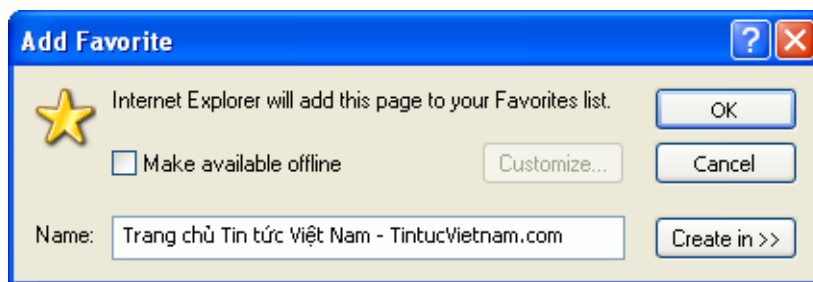 Add Favorite
?
Internet Explorer will add this page to your Favorites list.
OK
Make available offline
Customize...
Cancel
Name:
Trang chủ Tin tức Việt Nam - TintucVietnam.com
Create in >>